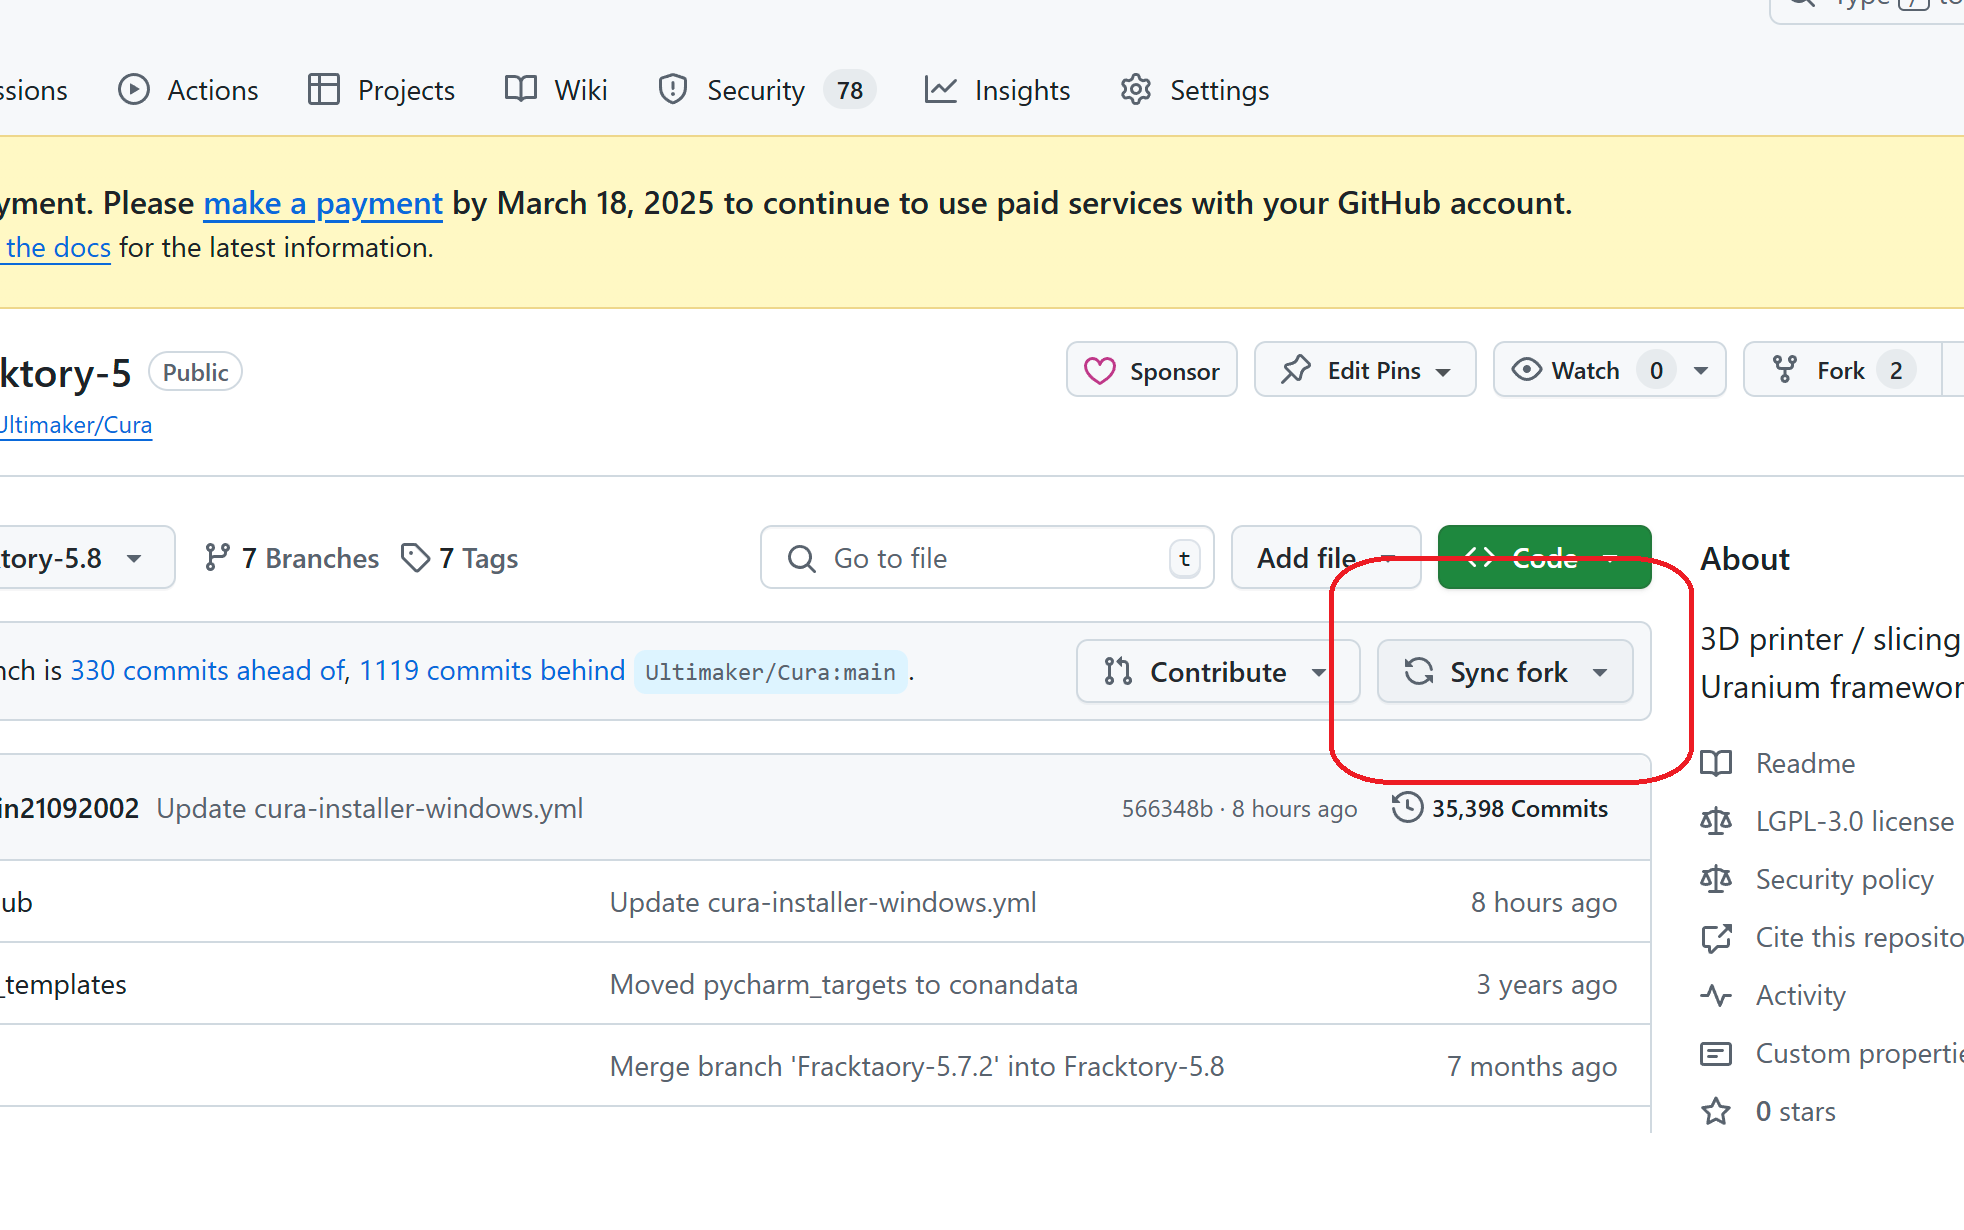 ssions Actions Projects Wiki Security 78 Insights Settings
yment. Please make a payment by March 18, 2025 to continue to use paid services with your GitHub account.
the docs for the latest information.
ktory-5 Public
Sponsor Edit Pins Watch 0 Fork 2
Ultimaker/Cura
tory-5.8 7 Branches 7 Tags Go to file t Add file Code
About
3D printer / slicing
Uranium framewor
nch is 330 commits ahead of, 1119 commits behind Ultimaker/Cura:main.
Contribute Sync fork
in21092002 Update cura-installer-windows.yml 566348b · 8 hours ago 35,398 Commits
ub Update cura-installer-windows.yml 8 hours ago
_templates Moved pycharm_targets to conandata 3 years ago
Merge branch 'Fracktaory-5.7.2' into Fracktory-5.8 7 months ago
Readme
LGPL-3.0 license
Security policy
Cite this reposito
Activity
Custom propertie
0 stars